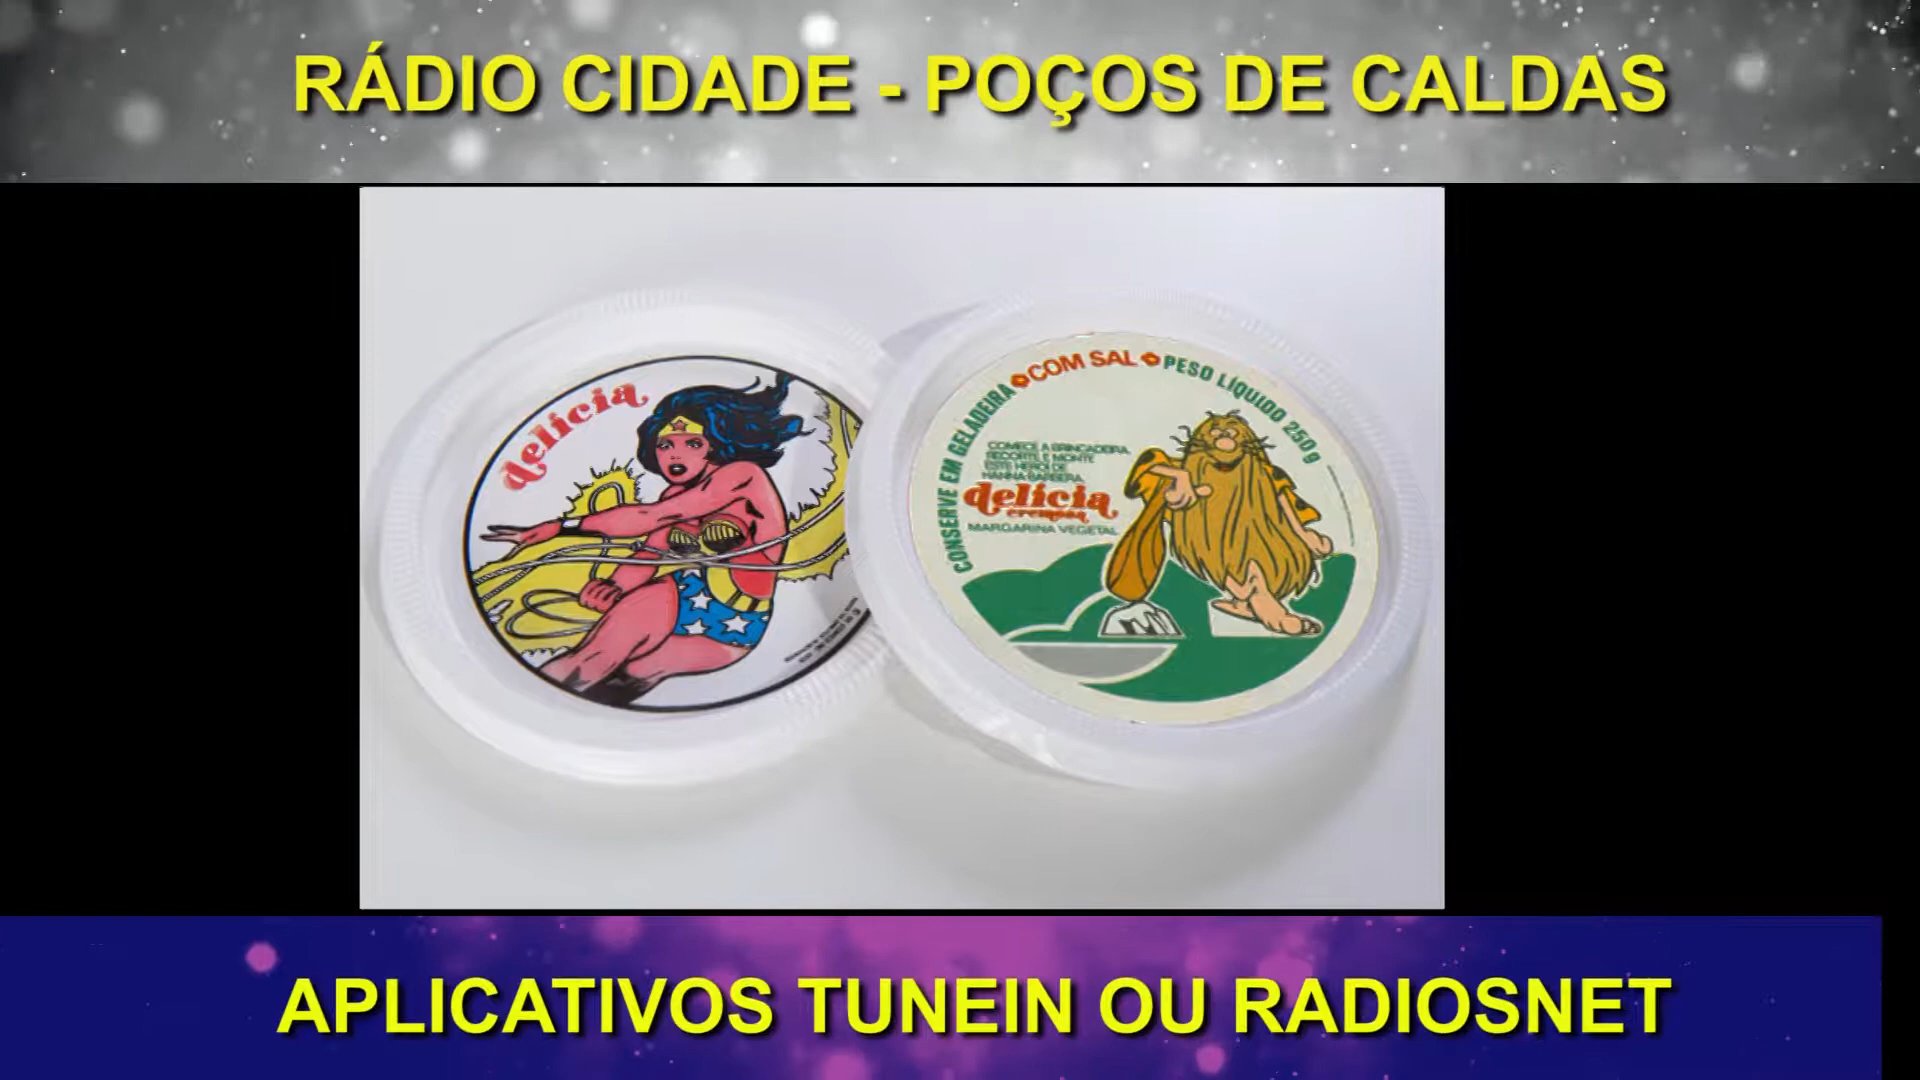 RÁDIO CIDADE - POÇOS DE CALDAS
delícia
CONSERVE EM GELADEIRA COM SAL PESO LÍQUIDO 250g
COMECE A BRINCADEIRA.
RECORTE E MONTE
ESTE HERÓI DE
HANNA BARBERA.
delícia
cremosa
MARGARINA VEGETAL
APLICATIVOS TUNEIN OU RADIOSNET